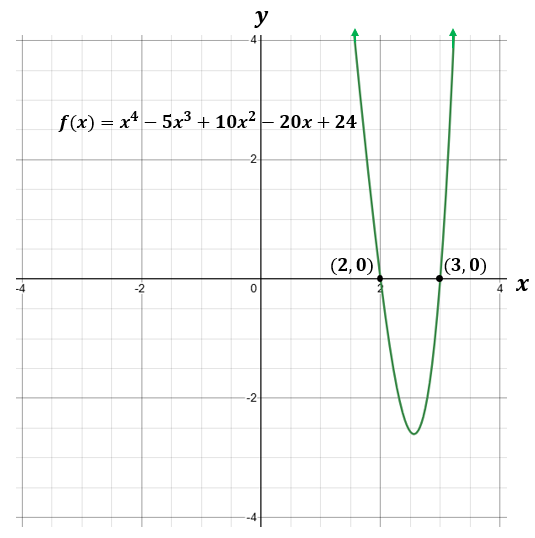 y
4
f(x) = x⁴ − 5x³ + 10x² − 20x + 24
2
(2, 0) (3, 0)
-4 -2 0 2 4 x
-2
-4